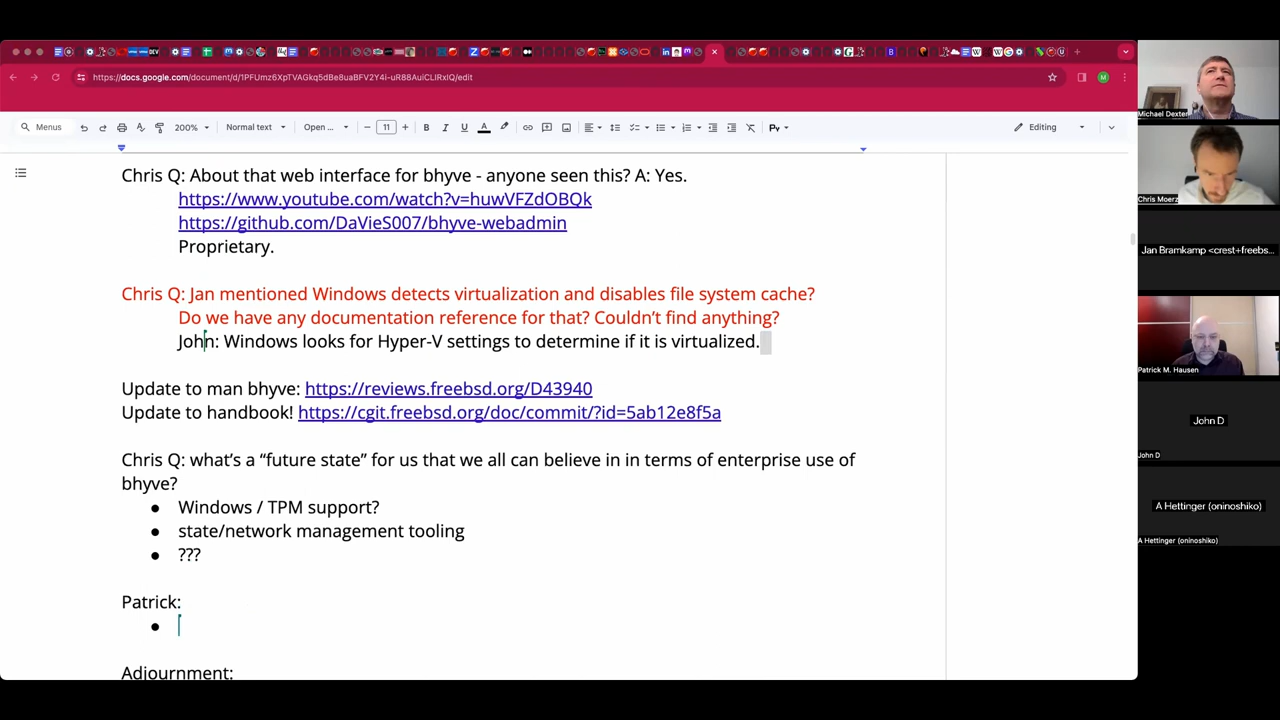 https://docs.google.com/document/d/1PFUmz6XpTVAGkq5dBe8uaBFV2Y4i-uR88AuiCLIRxIQ/edit
Menus 200% Normal text Open ... 11 Editing
Chris Q: About that web interface for bhyve - anyone seen this? A: Yes.
https://www.youtube.com/watch?v=huwVFZdOBQk
https://github.com/DaVieS007/bhyve-webadmin
Proprietary.
Chris Q: Jan mentioned Windows detects virtualization and disables file system cache?
Do we have any documentation reference for that? Couldn't find anything?
John: Windows looks for Hyper-V settings to determine if it is virtualized.
Update to man bhyve: https://reviews.freebsd.org/D43940
Update to handbook! https://cgit.freebsd.org/doc/commit/?id=5ab12e8f5a
Chris Q: what's a “future state” for us that we all can believe in in terms of enterprise use of
bhyve?
Windows / TPM support?
state/network management tooling
???
Patrick:
Adjournment:
Michael Dexter
Chris Moerz
Jan Bramkamp <crest+freebs...
Patrick M. Hausen
John D
John D
A Hettinger (oninoshiko)
A Hettinger (oninoshiko)